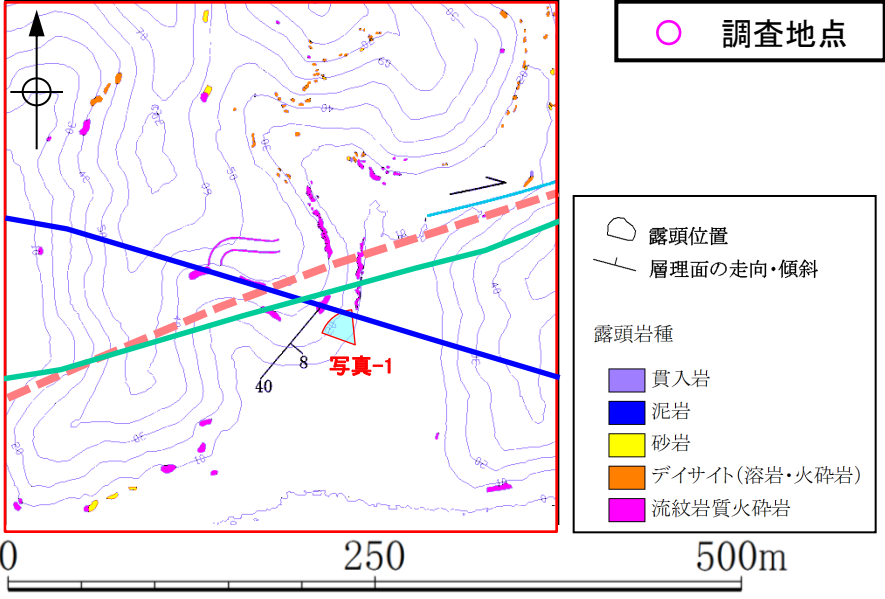 調査地点
露頭位置
層理面の走向・傾斜
露頭岩種
貫入岩
泥岩
砂岩
デイサイト（溶岩・火砕岩）
流紋岩質火砕岩
写真-1
8
40
0 250 500m